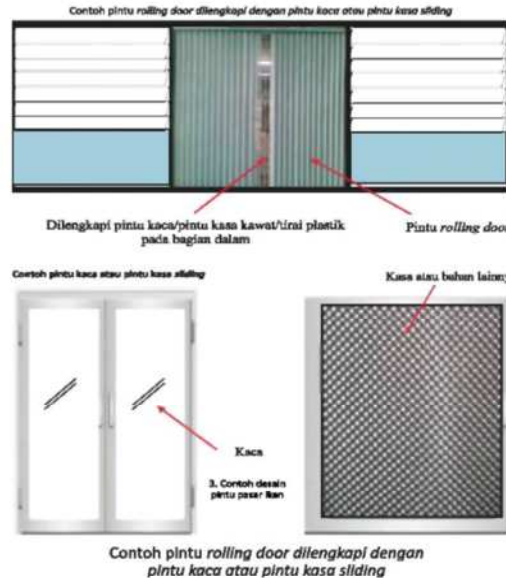 Contoh pintu rolling door dilengkapi dengan pintu kaca atau pintu kasa sliding
Dilengkapi pintu kaca/pintu kasa kawat/tirai plastik
pada bagian dalam
Pintu rolling door
Contoh pintu kaca atau pintu kasa sliding
Kasa atau bahan lainny
Kaca
3. Contoh desain
pintu pasar ikan
Contoh pintu rolling door dilengkapi dengan
pintu kaca atau pintu kasa sliding